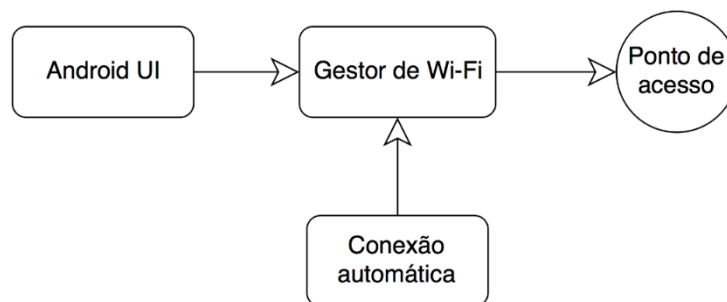 Android UI
Gestor de Wi-Fi
Ponto de
acesso
Conexão
automática